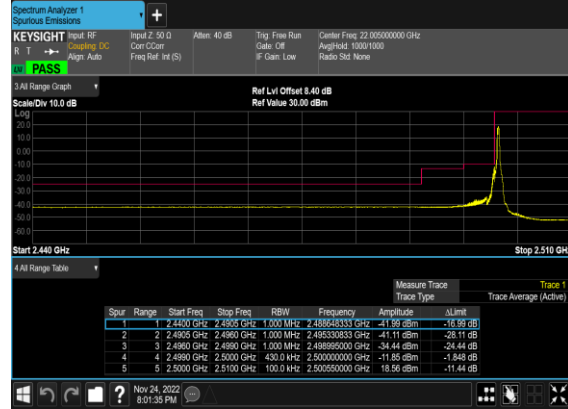 Spectrum Analyzer 1
Spurious Emissions
KEYSIGHT Input: RF Input Z: 50 Ω Atten: 40 dB Trig: Free Run Center Freq: 22.005000000 GHz
R T Coupling: DC Corr CCorr Gate: Off Avg|Hold: 1000/1000
Align: Auto Freq Ref: Int (S) IF Gain: Low Radio Std: None
PASS
3 All Range Graph
Ref Lvl Offset 8.40 dB
Scale/Div 10.0 dB Ref Value 30.00 dBm
Log
20.0
10.0
0.00
-10.0
-20.0
-30.0
-40.0
-50.0
-60.0
Start 2.440 GHz Stop 2.510 GHz
4 All Range Table
Measure Trace Trace 1
Trace Type Trace Average (Active)
Spur Range Start Freq Stop Freq RBW Frequency Amplitude ΔLimit
1 1 2.4400 GHz 2.4905 GHz 1.000 MHz 2.488648333 GHz -41.99 dBm -16.99 dB
2 2 2.4905 GHz 2.4960 GHz 1.000 MHz 2.495330833 GHz -41.11 dBm -28.11 dB
3 3 2.4960 GHz 2.4990 GHz 1.000 MHz 2.498995000 GHz -34.44 dBm -24.44 dB
4 4 2.4990 GHz 2.5000 GHz 430.0 kHz 2.500000000 GHz -11.85 dBm -1.848 dB
5 5 2.5000 GHz 2.5100 GHz 100.0 kHz 2.500550000 GHz 18.56 dBm -11.44 dB
Nov 24, 2022
8:01:35 PM